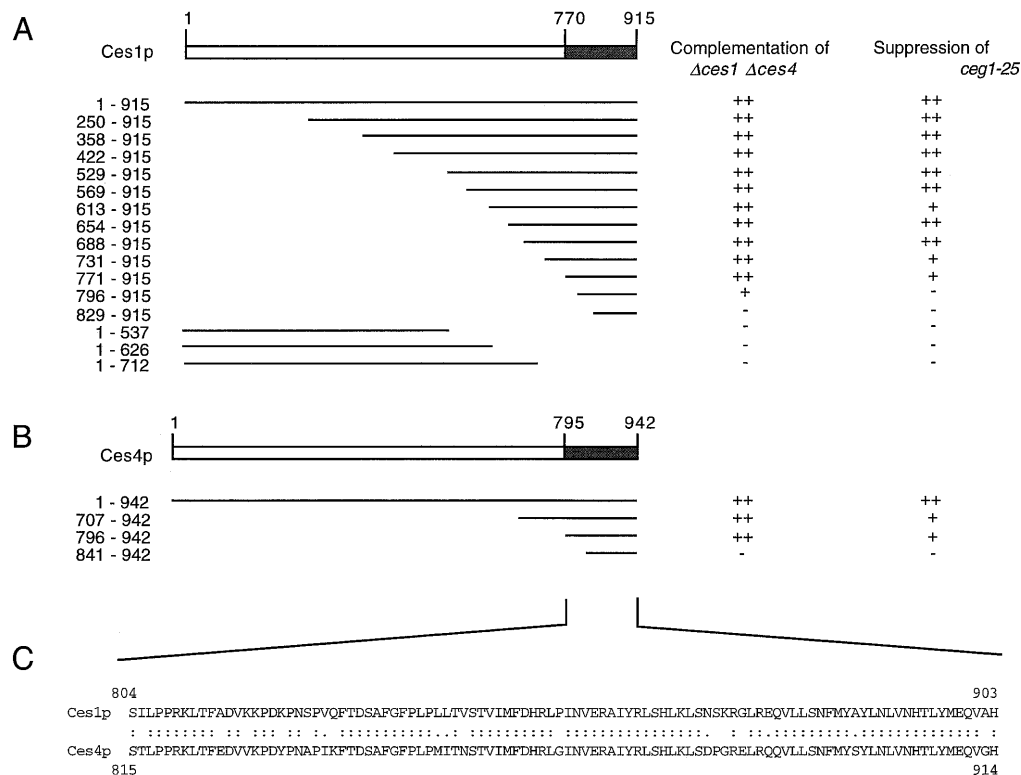 A
1 770 915
Ces1p
Complementation of Suppression of
Δces1 Δces4 ceg1-25
1 - 915 ++ ++
250 - 915 ++ ++
358 - 915 ++ ++
422 - 915 ++ ++
529 - 915 ++ ++
569 - 915 ++ ++
613 - 915 ++ +
654 - 915 ++ ++
688 - 915 ++ ++
731 - 915 ++ +
771 - 915 ++ +
796 - 915 + -
829 - 915 - -
1 - 537 - -
1 - 626 - -
1 - 712 - -
B
1 795 942
Ces4p
1 - 942 ++ ++
707 - 942 ++ +
796 - 942 ++ +
841 - 942 - -
C
804 903
Ces1p SILPPRKLTFADVKKPDKPNSPVQFTDSAFGFPLPLLTVSTVIMFDHRLPINVERAIYRLSHLKLSNSKRGLREQVLLSNFMYAYLNLVNHTLYMEQVAH
Ces4p STLPPRKLTFEDVVKPDYPNAPIKFTDSAFGFPLPMITNSTVIMFDHRLGINVERAIYRLSHLKLSDPGRELRQQVLLSNFMYSYLNLVNHTLYMEQVGH
815 914